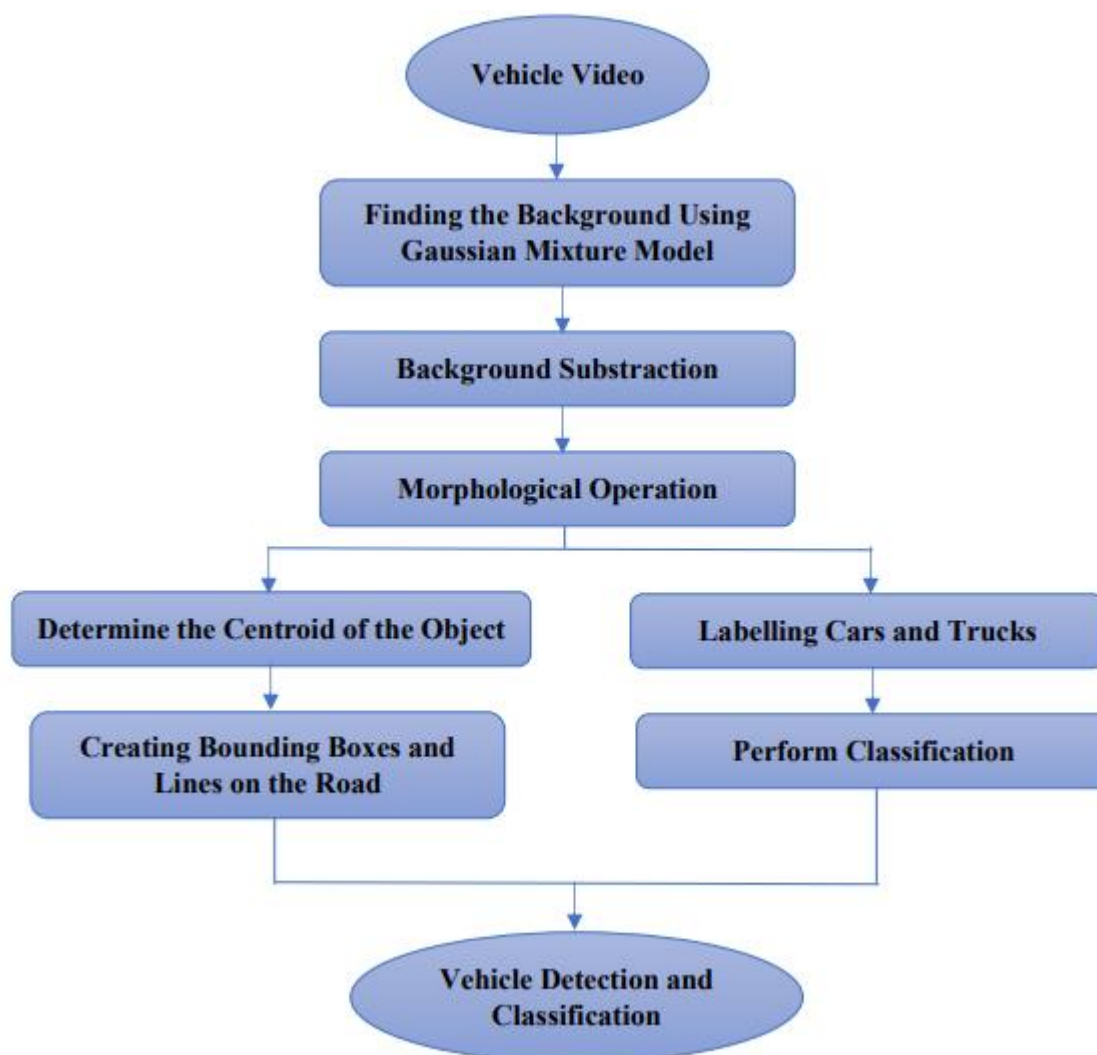 Vehicle Video
Finding the Background Using
Gaussian Mixture Model
Background Substraction
Morphological Operation
Determine the Centroid of the Object
Labelling Cars and Trucks
Creating Bounding Boxes and
Lines on the Road
Perform Classification
Vehicle Detection and
Classification